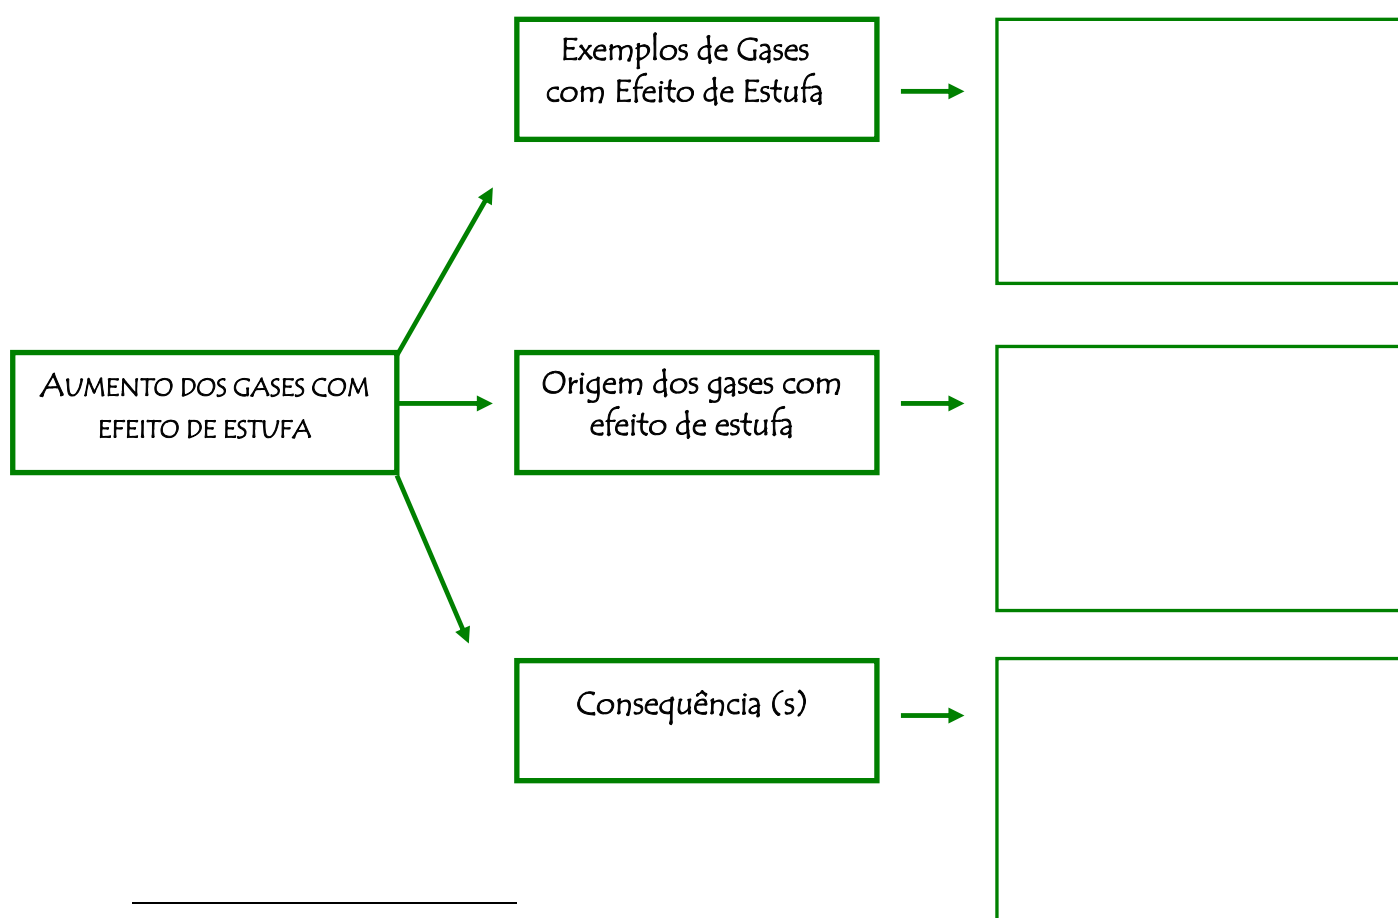 Exemplos de Gases
com Efeito de Estufa
AUMENTO DOS GASES COM
EFEITO DE ESTUFA
Origem dos gases com
efeito de estufa
Consequência (s)